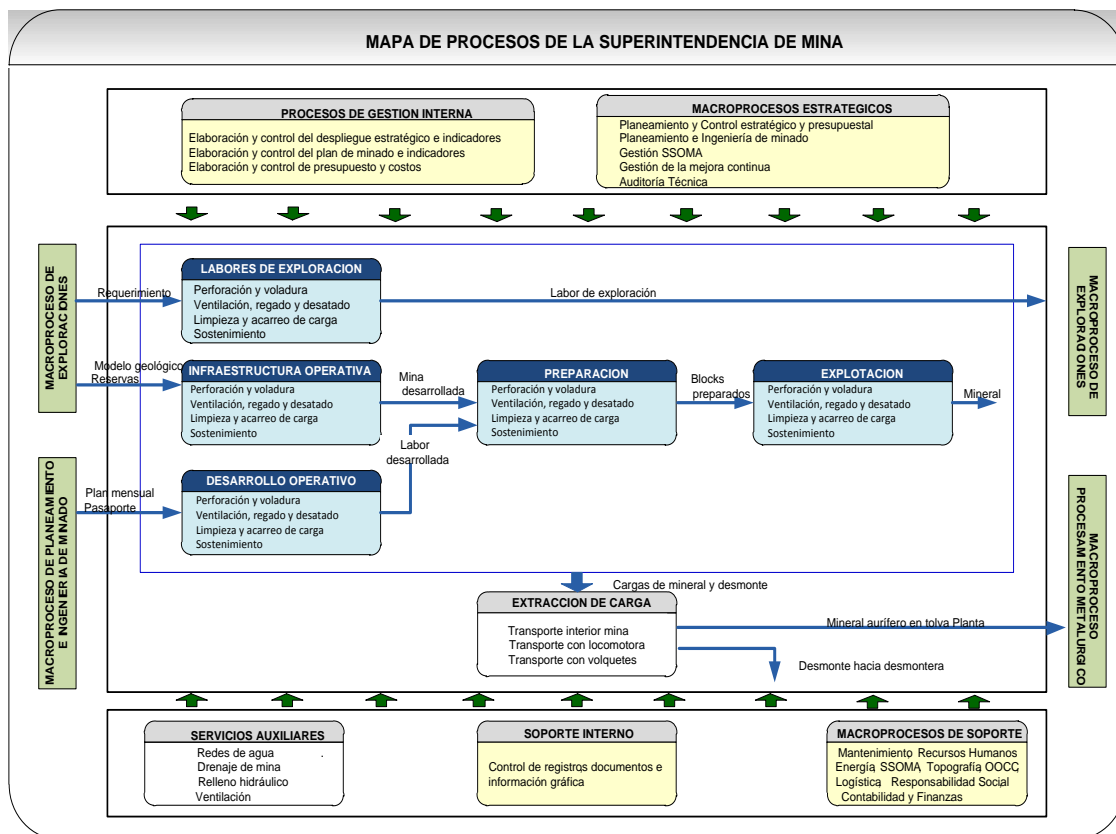 MAPA DE PROCESOS DE LA SUPERINTENDENCIA DE MINA
PROCESOS DE GESTION INTERNA
Elaboración y control del despliegue estratégico e indicadores
Elaboración y control del plan de minado e indicadores
Elaboración y control de presupuesto y costos
MACROPROCESOS ESTRATEGICOS
Planeamiento y Control estratégico y presupuestal
Planeamiento e Ingeniería de minado
Gestión SSOMA
Gestión de la mejora continua
Auditoría Técnica
MACROPROCESO DE
EXPLORACIONES
Requerimiento
LABORES DE EXPLORACION
Perforación y voladura
Ventilación, regado y desatado
Limpieza y acarreo de carga
Sostenimiento
Labor de exploración
MACROPROCESO DE
EXPLORACIONES
Modelo geológico
Reservas
INFRAESTRUCTURA OPERATIVA
Perforación y voladura
Ventilación, regado y desatado
Limpieza y acarreo de carga
Sostenimiento
Mina
desarrollada
PREPARACION
Perforación y voladura
Ventilación, regado y desatado
Limpieza y acarreo de carga
Sostenimiento
Blocks
preparados
EXPLOTACION
Perforación y voladura
Ventilación, regado y desatado
Limpieza y acarreo de carga
Sostenimiento
Mineral
Labor
desarrollada
MACROPROCESO DE PLANEAMIENTO
E INGENIERIA DE MINADO
Plan mensual
Pasaporte
DESARROLLO OPERATIVO
Perforación y voladura
Ventilación, regado y desatado
Limpieza y acarreo de carga
Sostenimiento
MACROPROCESO
PROCESAMIENTO METALURGICO
Cargas de mineral y desmonte
EXTRACCION DE CARGA
Transporte interior mina
Transporte con locomotora
Transporte con volquetes
Mineral aurífero en tolva Planta
Desmonte hacia desmontera
SERVICIOS AUXILIARES
Redes de agua .
Drenaje de mina
Relleno hidráulico
Ventilación
SOPORTE INTERNO
Control de registros documentos e
información gráfica
MACROPROCESOS DE SOPORTE
Mantenimiento Recursos Humanos
Energía, SSOMA, Topografía, OOCC,
Logística, Responsabilidad Social
Contabilidad y Finanzas